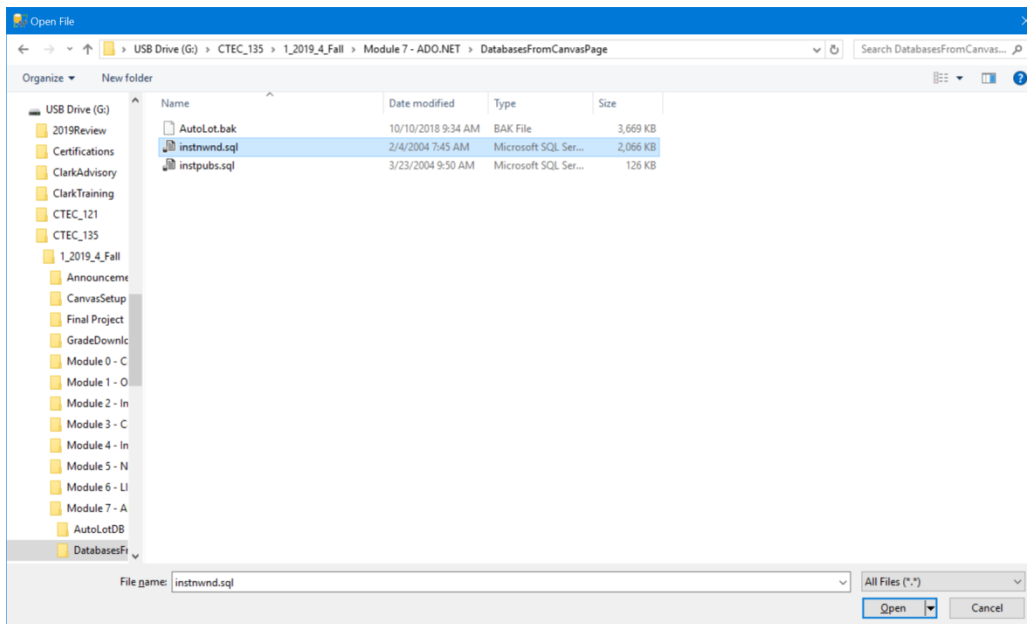 Open File
USB Drive (G:) › CTEC_135 › 1_2019_4_Fall › Module 7 - ADO.NET › DatabasesFromCanvasPage
Search DatabasesFromCanvas...
Organize
New folder
USB Drive (G:)
2019Review
Certifications
ClarkAdvisory
ClarkTraining
CTEC_121
CTEC_135
1_2019_4_Fall
Announceme
CanvasSetup
Final Project
GradeDownlc
Module 0 - C
Module 1 - O
Module 2 - In
Module 3 - C
Module 4 - In
Module 5 - N
Module 6 - LI
Module 7 - A
AutoLotDB
DatabasesFr
Name Date modified Type Size
AutoLot.bak 10/10/2018 9:34 AM BAK File 3,669 KB
instnwnd.sql 2/4/2004 7:45 AM Microsoft SQL Ser... 2,066 KB
instpubs.sql 3/23/2004 9:50 AM Microsoft SQL Ser... 126 KB
File name: instnwnd.sql
All Files (*.*)
Open
Cancel